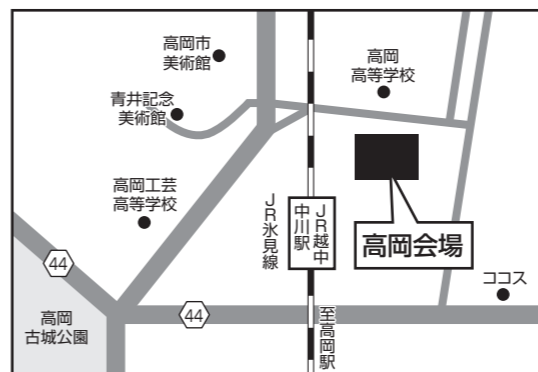 高岡市
美術館
高岡
高等学校
青井記念
美術館
高岡工芸
高等学校
JR氷見線
JR越中
中川駅
高岡会場
44
高岡
古城公園
44
至高岡駅
ココス